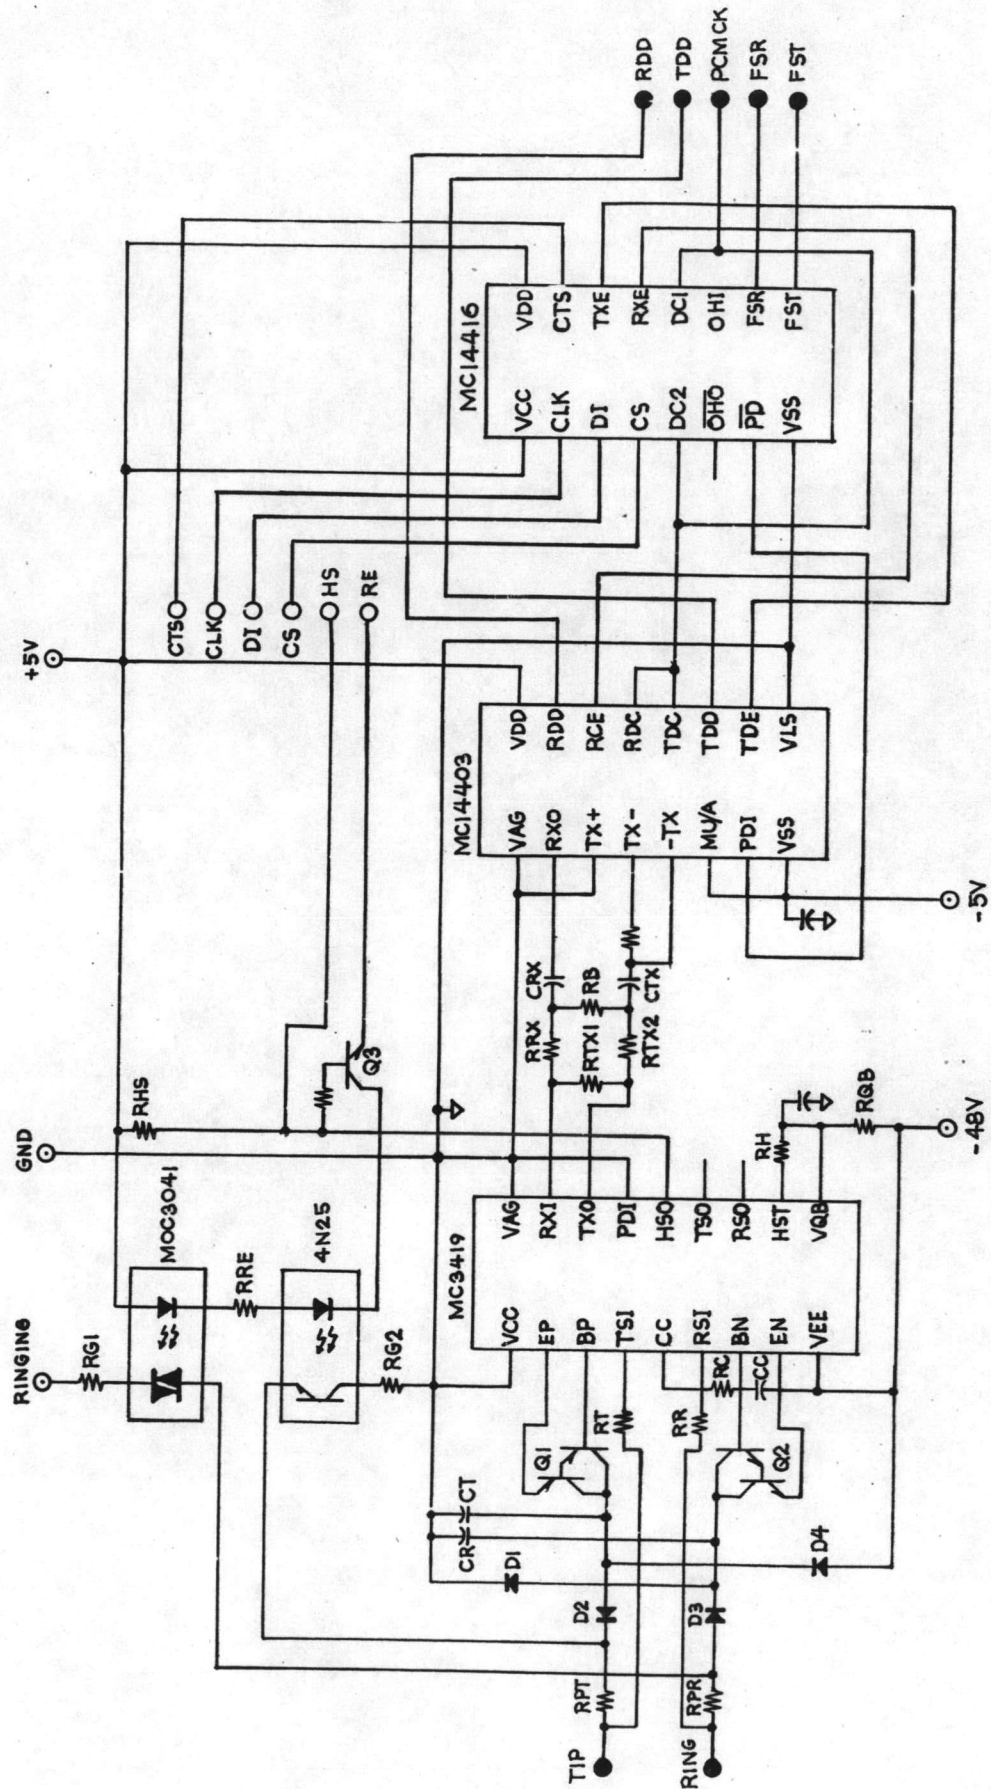 RINGING
GND
+5V
RG1
MOC3041
RHS
RRE
4N25
RG2
Q3
CTS
CLK
DI
CS
HS
RE
RDD
TDD
PCMCK
FSR
FST
MC3419
VCC
EP
BP
TSI
CC
RSI
BN
EN
VEE
VAG
RXI
TXO
PDI
HSO
TSO
RSO
HST
VQB
MC14403
VAG
RXO
TX+
TX-
-TX
MU/A
PDI
VSS
VDD
RDD
RCE
RDC
TDC
TDD
TDE
VLS
MC14416
VCC
CLK
DI
CS
DC2
OHO
PD
VSS
VDD
CTS
TXE
RXE
DC1
OHI
FSR
FST
CR
CT
D1
D2
D3
D4
Q1
Q2
RT
RR
RC
CC
RPT
RPR
TIP
RING
RRX
CRX
RTX1
RB
RTX2
CTX
RH
RQB
-48V
-5V